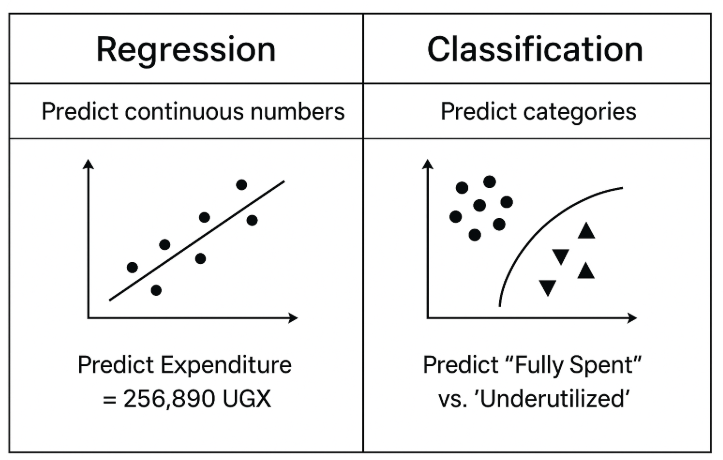 Regression
Classification
Predict continuous numbers
Predict categories
Predict Expenditure
= 256,890 UGX
Predict “Fully Spent”
vs. ’Underutilized’